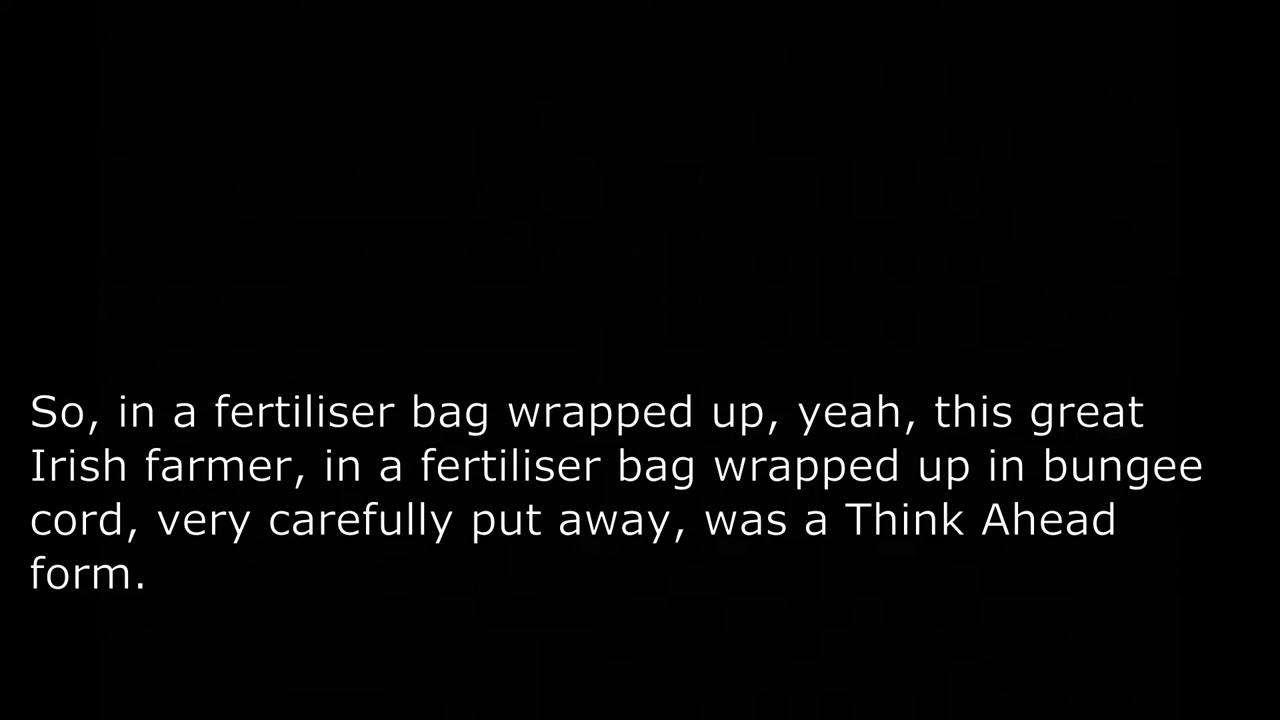 So, in a fertiliser bag wrapped up, yeah, this great
Irish farmer, in a fertiliser bag wrapped up in bungee
cord, very carefully put away, was a Think Ahead
form.